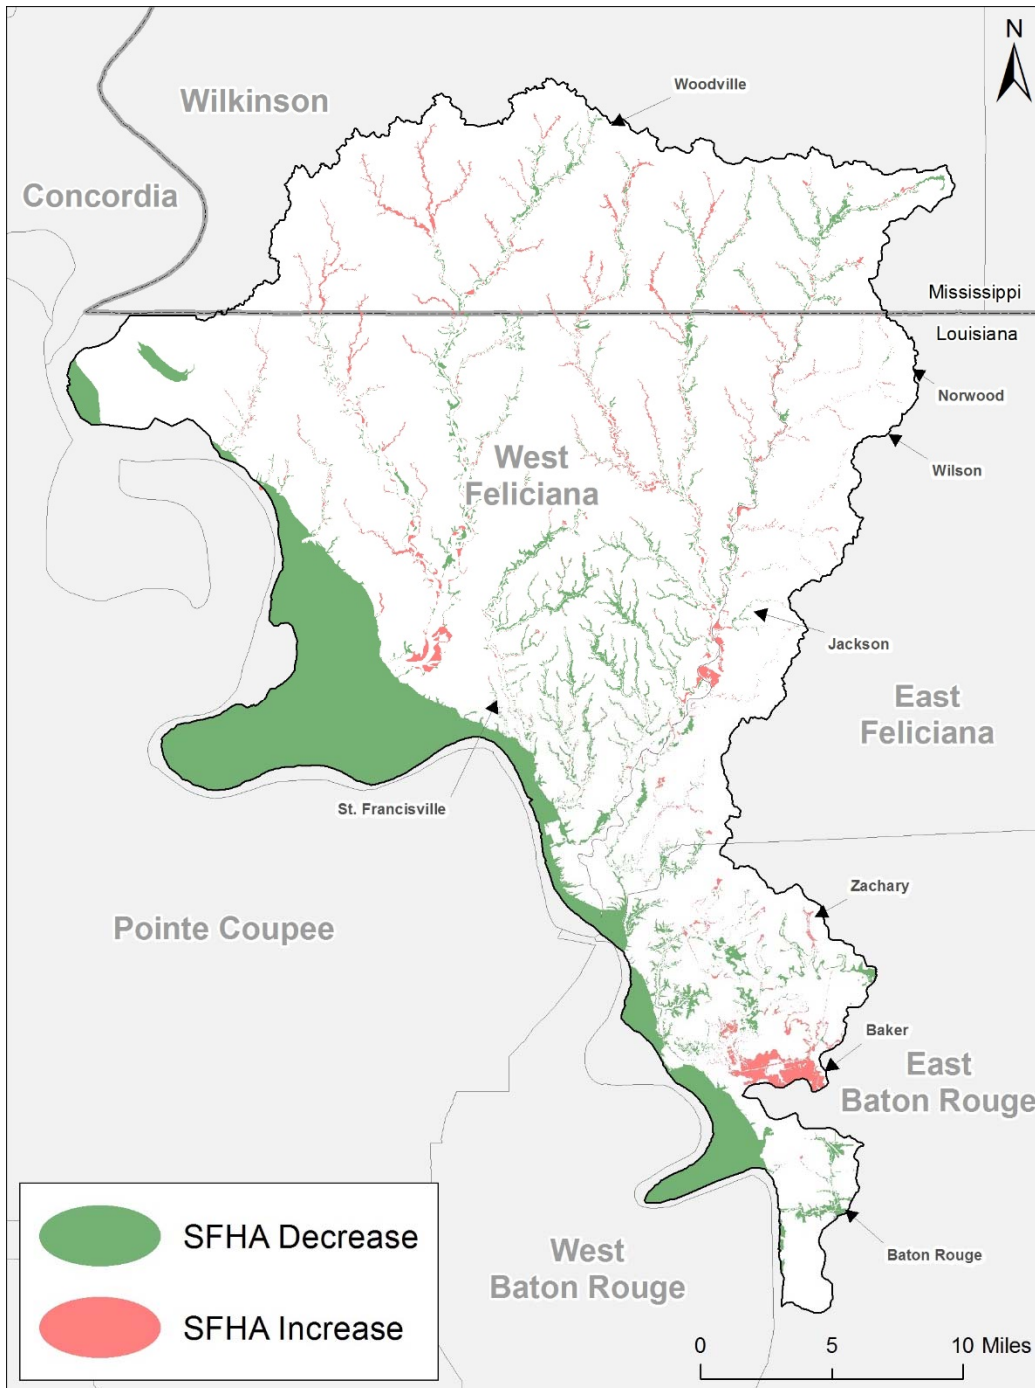 N
Woodville
Wilkinson
Concordia
Mississippi
Louisiana
Norwood
Wilson
West
Feliciana
Jackson
East
Feliciana
St. Francisville
Zachary
Pointe Coupee
Baker
East
Baton Rouge
West
Baton Rouge
Baton Rouge
SFHA Decrease
SFHA Increase
0 5 10 Miles